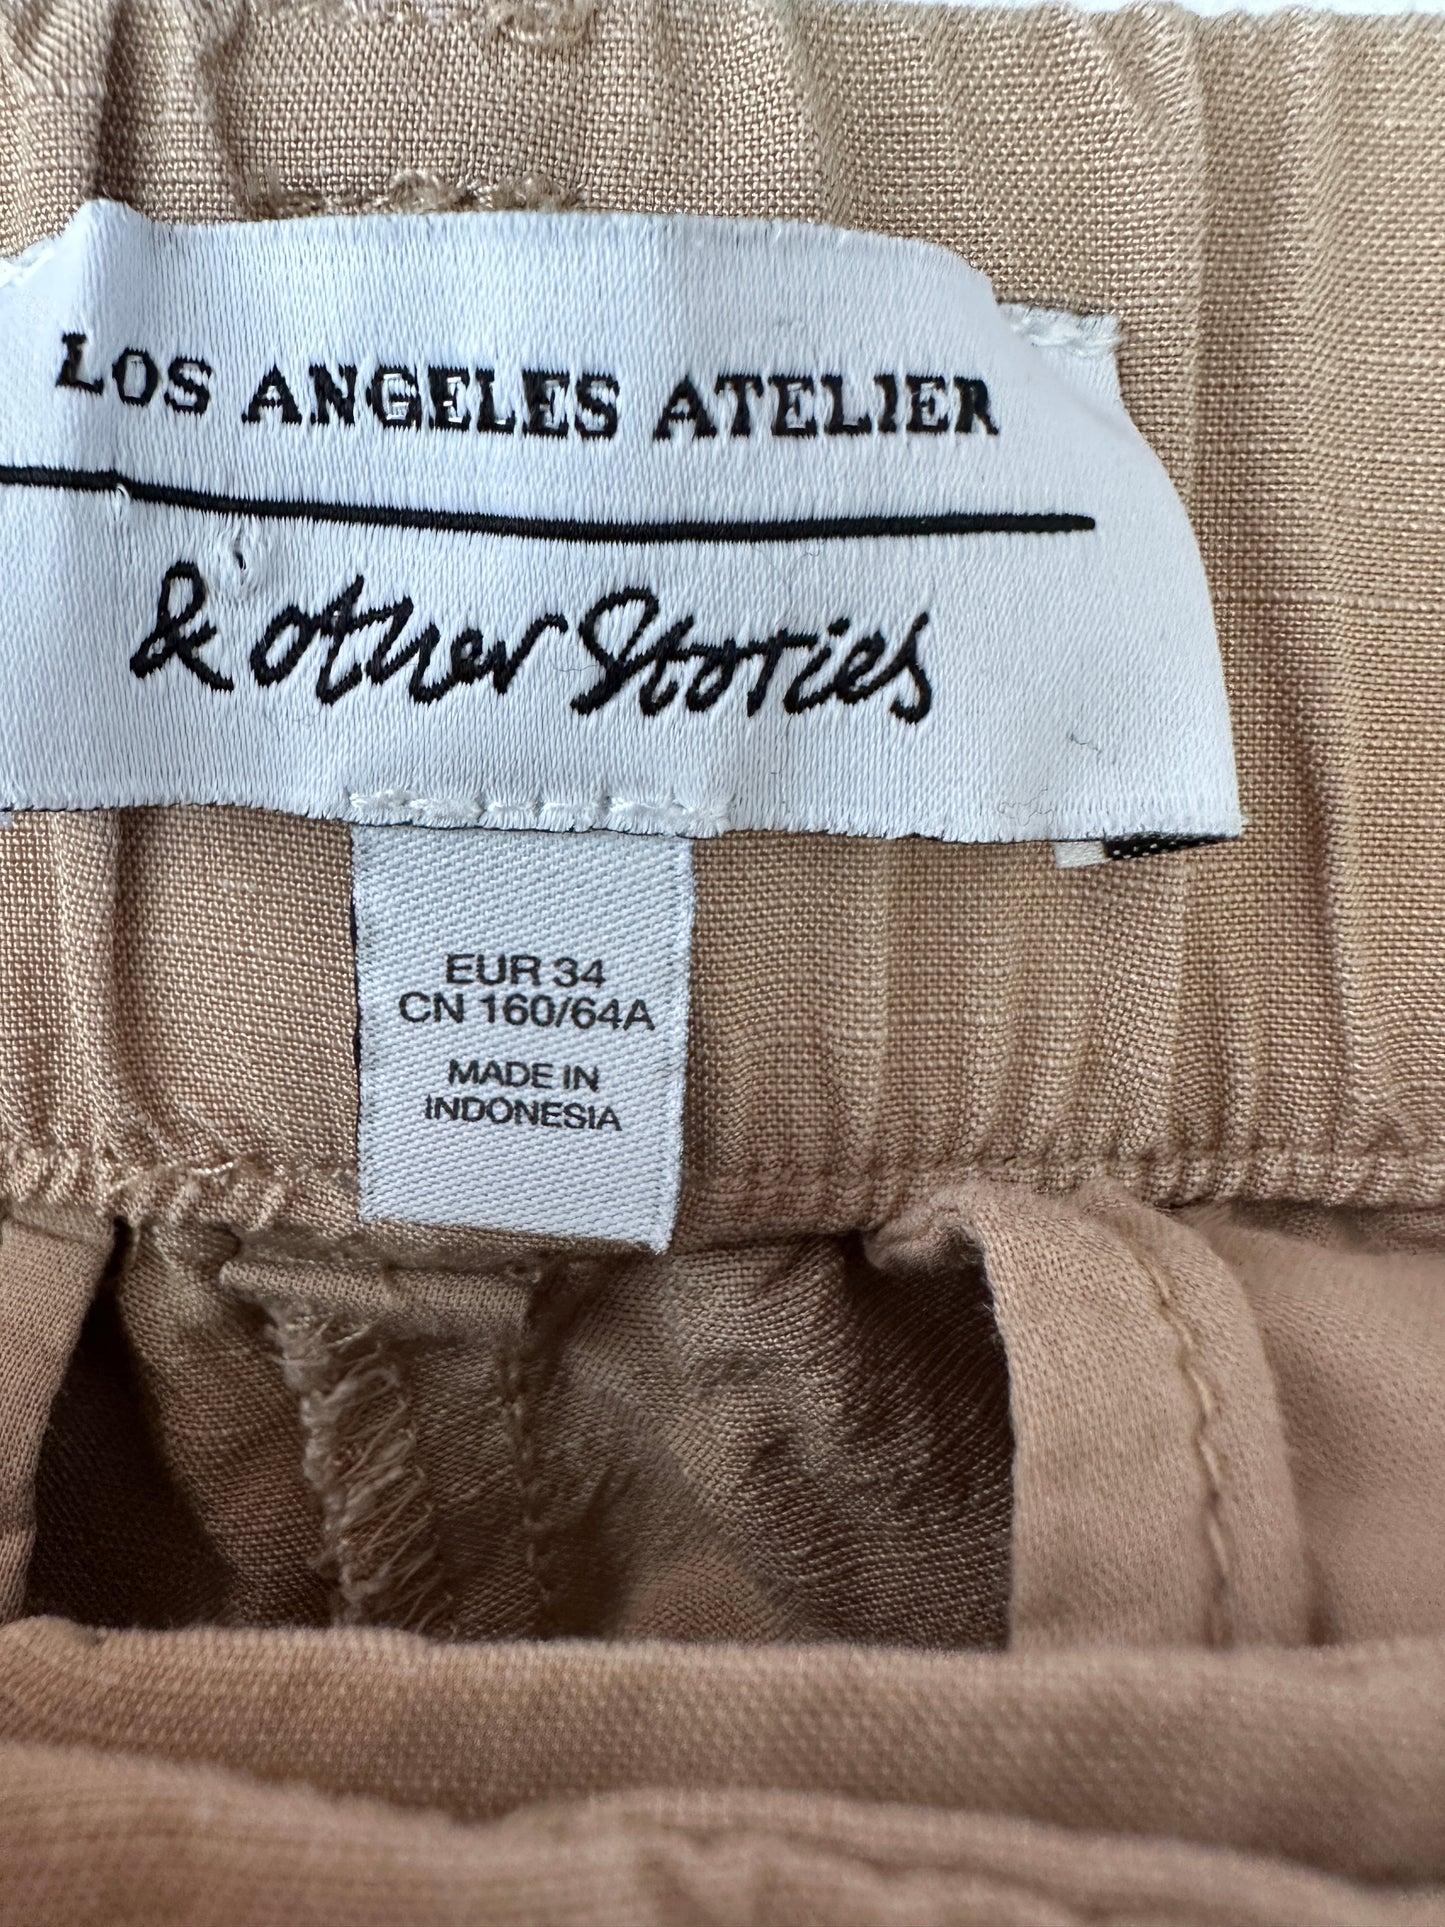 LOS ANGELES ATELIER
& other Stories
EUR 34
CN 160/64A
MADE IN
INDONESIA